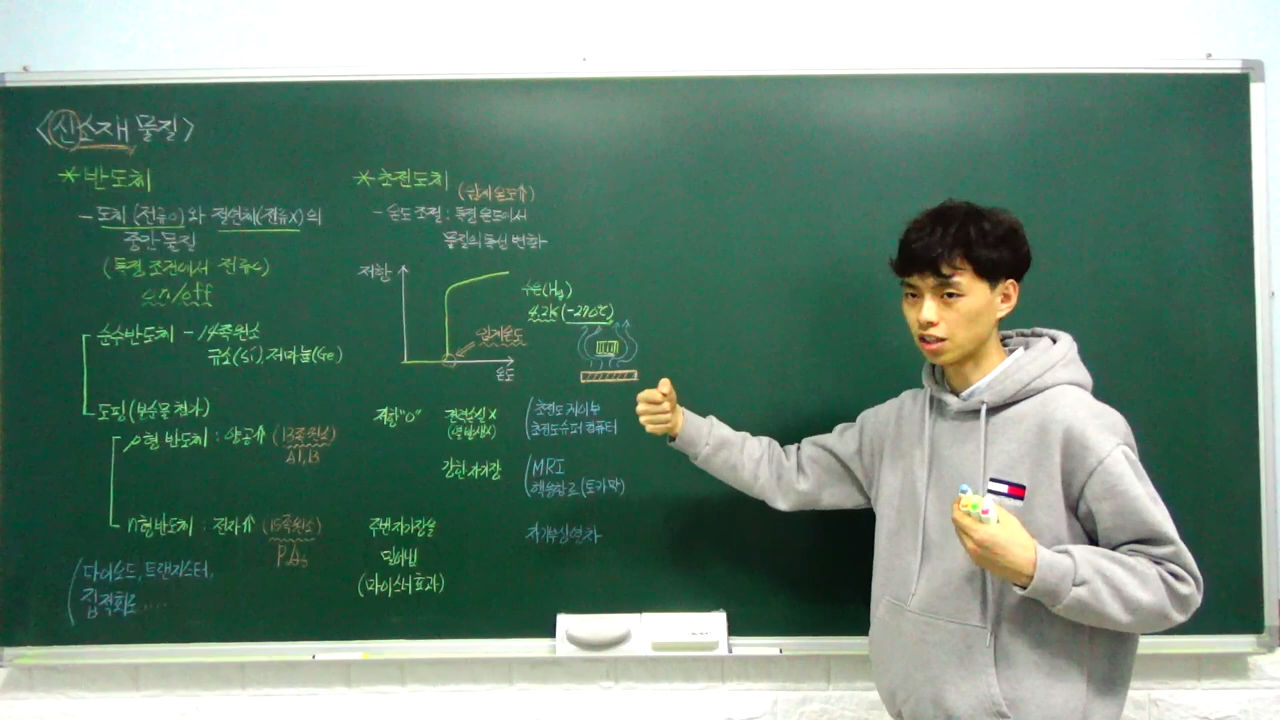 <신소재 물질>
*반도체
- 도체 (전류O)와 절연체(전류X)의
중간 물질
(특정 조건에서 전류O)
on/off
순수반도체 - 14족 원소
규소(Si), 저마늄(Ge)
도핑(불순물 첨가)
p형 반도체 : 양공↑ (13족원소)
Al, B
n형 반도체 : 전자↑ (15족원소)
P, As
다이오드, 트랜지스터,
집적회로 ....
*초전도체 (임계온도↑)
- 온도 조절 : 특정 온도에서
물질의 특성 변화
저항
수은(Hg)
4.2K (-270℃)
임계온도
온도
저항"0"
전력손실 X
(열발생X)
초전도 케이블
초전도 슈퍼 컴퓨터
강한 자기장
MRI
핵융합로 (토카막)
주변 자기장을
밀어냄
(마이스너 효과)
자기부상열차